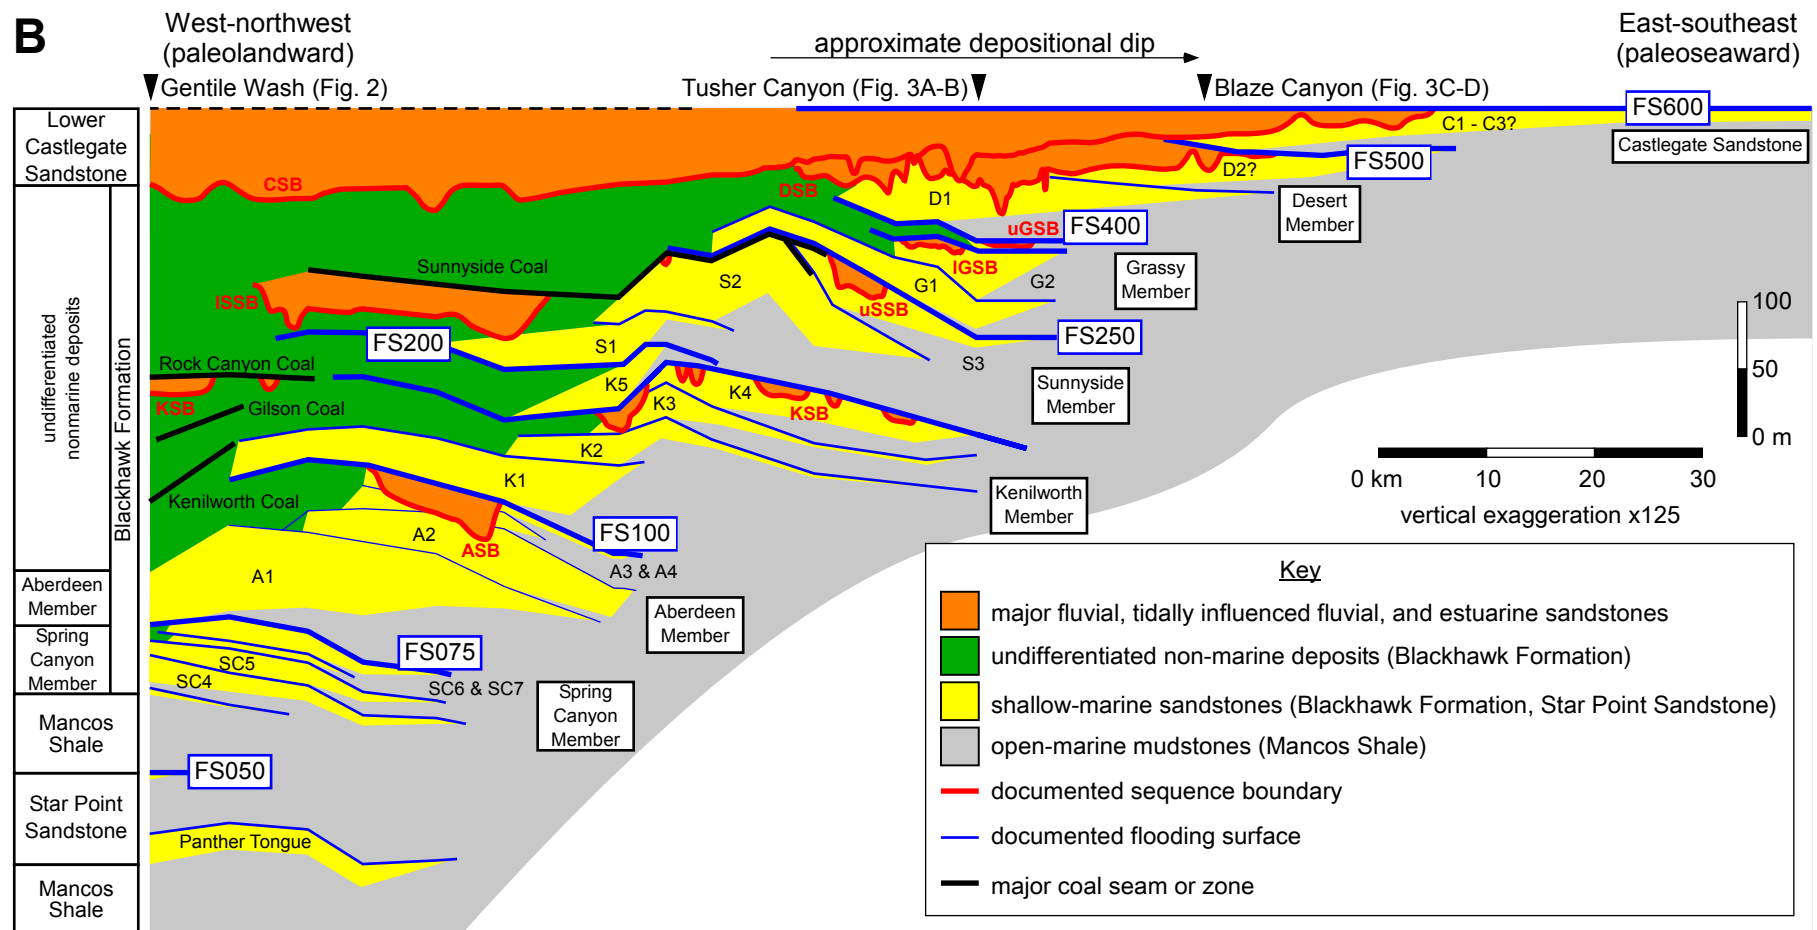 B
West-northwest
(paleolandward)
approximate depositional dip
East-southeast
(paleoseaward)
Gentile Wash (Fig. 2)
Tusher Canyon (Fig. 3A-B)
Blaze Canyon (Fig. 3C-D)
Lower
Castlegate
Sandstone
undifferentiated
nonmarine deposits
Blackhawk Formation
Aberdeen
Member
Spring
Canyon
Member
Mancos
Shale
Star Point
Sandstone
Mancos
Shale
FS600
C1 - C3?
Castlegate Sandstone
FS500
D2?
CSB
DSB
D1
Desert
Member
uGSB
FS400
lGSB
Grassy
Member
Sunnyside Coal
S2
G1
G2
lSSB
uSSB
FS200
S1
FS250
S3
Rock Canyon Coal
Sunnyside
Member
KSB
Gilson Coal
K5
K3
K4
KSB
K2
K1
Kenilworth Coal
Kenilworth
Member
A2
ASB
FS100
A3 & A4
A1
Aberdeen
Member
FS075
SC5
SC4
SC6 & SC7
Spring
Canyon
Member
FS050
Panther Tongue
100
50
0 m
0 km
10
20
30
vertical exaggeration x125
Key
major fluvial, tidally influenced fluvial, and estuarine sandstones
undifferentiated non-marine deposits (Blackhawk Formation)
shallow-marine sandstones (Blackhawk Formation, Star Point Sandstone)
open-marine mudstones (Mancos Shale)
documented sequence boundary
documented flooding surface
major coal seam or zone